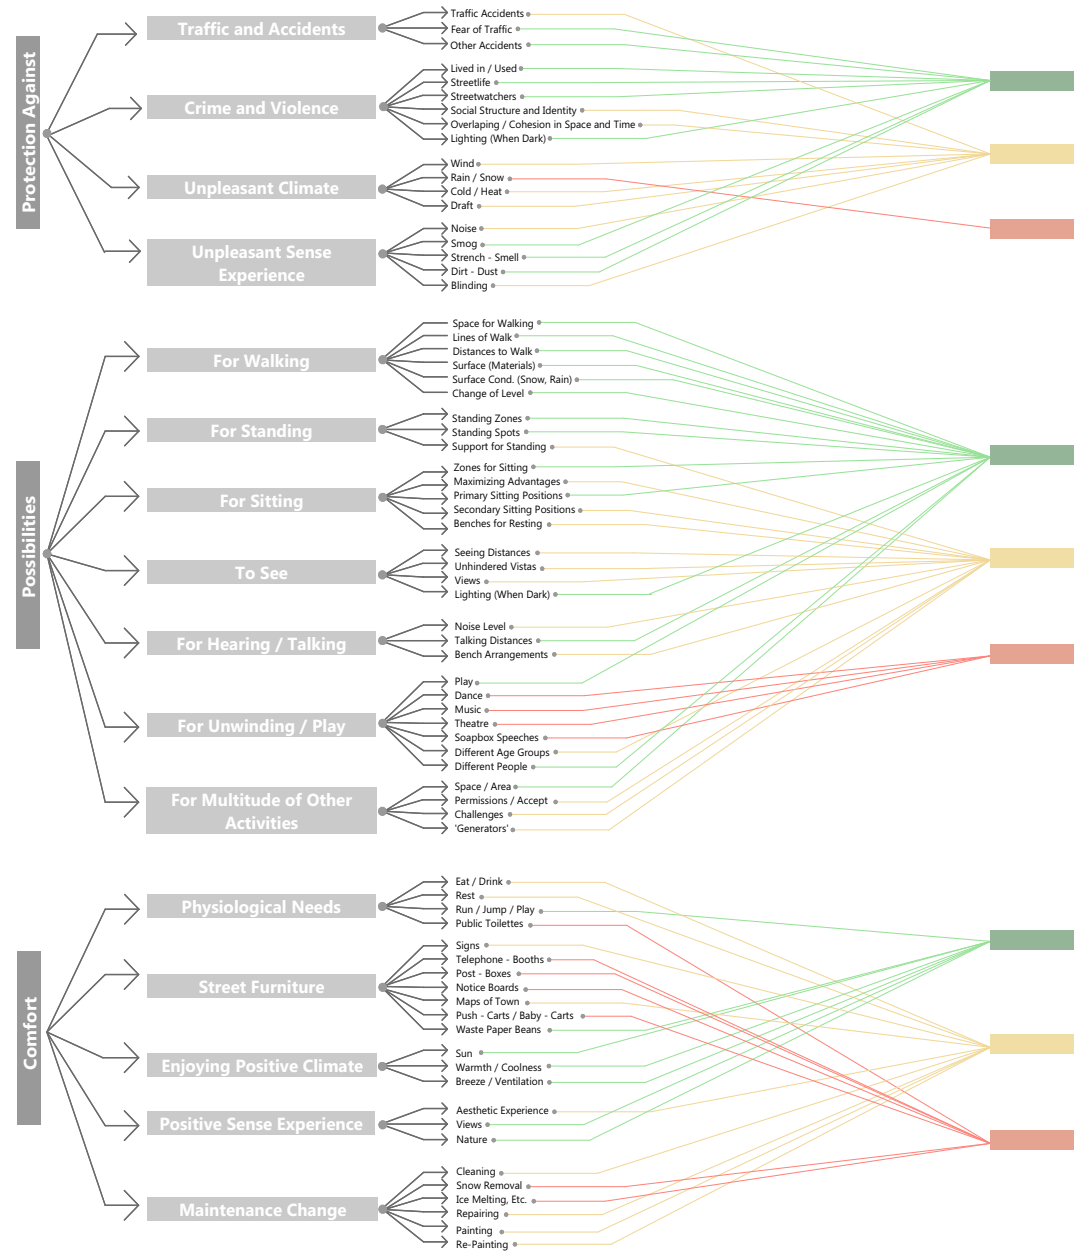 Protection Against
Traffic and Accidents
Traffic Accidents
Fear of Traffic
Other Accidents
Crime and Violence
Lived in / Used
Streetlife
Streetwatchers
Social Structure and Identity
Overlaping / Cohesion in Space and Time
Lighting (When Dark)
Unpleasant Climate
Wind
Rain / Snow
Cold / Heat
Draft
Unpleasant Sense
Experience
Noise
Smog
Strench - Smell
Dirt - Dust
Blinding
Possibilities
For Walking
Space for Walking
Lines of Walk
Distances to Walk
Surface (Materials)
Surface Cond. (Snow, Rain)
Change of Level
For Standing
Standing Zones
Standing Spots
Support for Standing
For Sitting
Zones for Sitting
Maximizing Advantages
Primary Sitting Positions
Secondary Sitting Positions
Benches for Resting
To See
Seeing Distances
Unhindered Vistas
Views
Lighting (When Dark)
For Hearing / Talking
Noise Level
Talking Distances
Bench Arrangements
For Unwinding / Play
Play
Dance
Music
Theatre
Soapbox Speeches
Different Age Groups
Different People
For Multitude of Other
Activities
Space / Area
Permissions / Accept
Challenges
'Generators'
Comfort
Physiological Needs
Eat / Drink
Rest
Run / Jump / Play
Public Toilettes
Street Furniture
Signs
Telephone - Booths
Post - Boxes
Notice Boards
Maps of Town
Push - Carts / Baby - Carts
Waste Paper Beans
Enjoying Positive Climate
Sun
Warmth / Coolness
Breeze / Ventilation
Positive Sense Experience
Aesthetic Experience
Views
Nature
Maintenance Change
Cleaning
Snow Removal
Ice Melting, Etc.
Repairing
Painting
Re-Painting